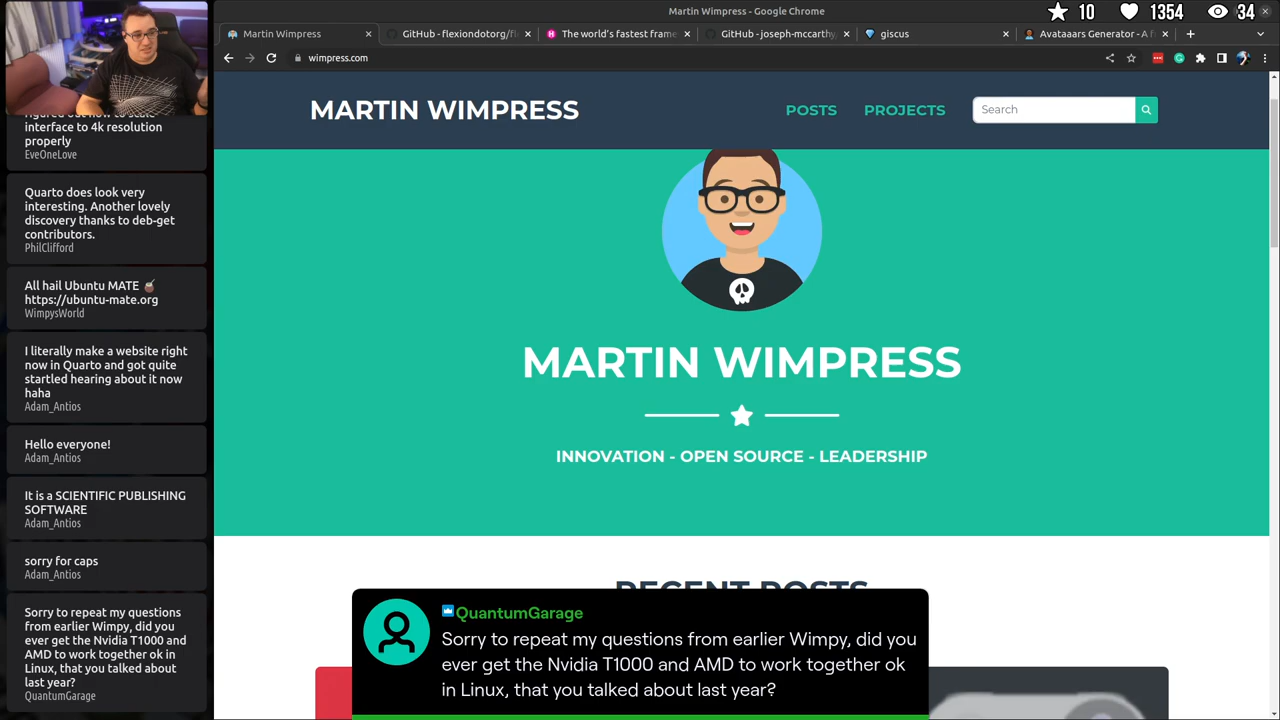 Martin Wimpress - Google Chrome
10
1354
34
Martin Wimpress
GitHub - flexiondotorg/fl
The world's fastest frame
GitHub - joseph-mccarthy,
giscus
Avataaars Generator - A f
wimpress.com
MARTIN WIMPRESS
POSTS
PROJECTS
Search
interface to 4k resolution
properly
EveOneLove
Quarto does look very
interesting. Another lovely
discovery thanks to deb-get
contributors.
PhilClifford
All hail Ubuntu MATE 🧉
https://ubuntu-mate.org
WimpysWorld
I literally make a website right
now in Quarto and got quite
startled hearing about it now
haha
Adam_Antios
Hello everyone!
Adam_Antios
It is a SCIENTIFIC PUBLISHING
SOFTWARE
Adam_Antios
sorry for caps
Adam_Antios
Sorry to repeat my questions
from earlier Wimpy, did you
ever get the Nvidia T1000 and
AMD to work together ok in
Linux, that you talked about
last year?
QuantumGarage
MARTIN WIMPRESS
INNOVATION - OPEN SOURCE - LEADERSHIP
RECENT POSTS
QuantumGarage
Sorry to repeat my questions from earlier Wimpy, did you
ever get the Nvidia T1000 and AMD to work together ok
in Linux, that you talked about last year?